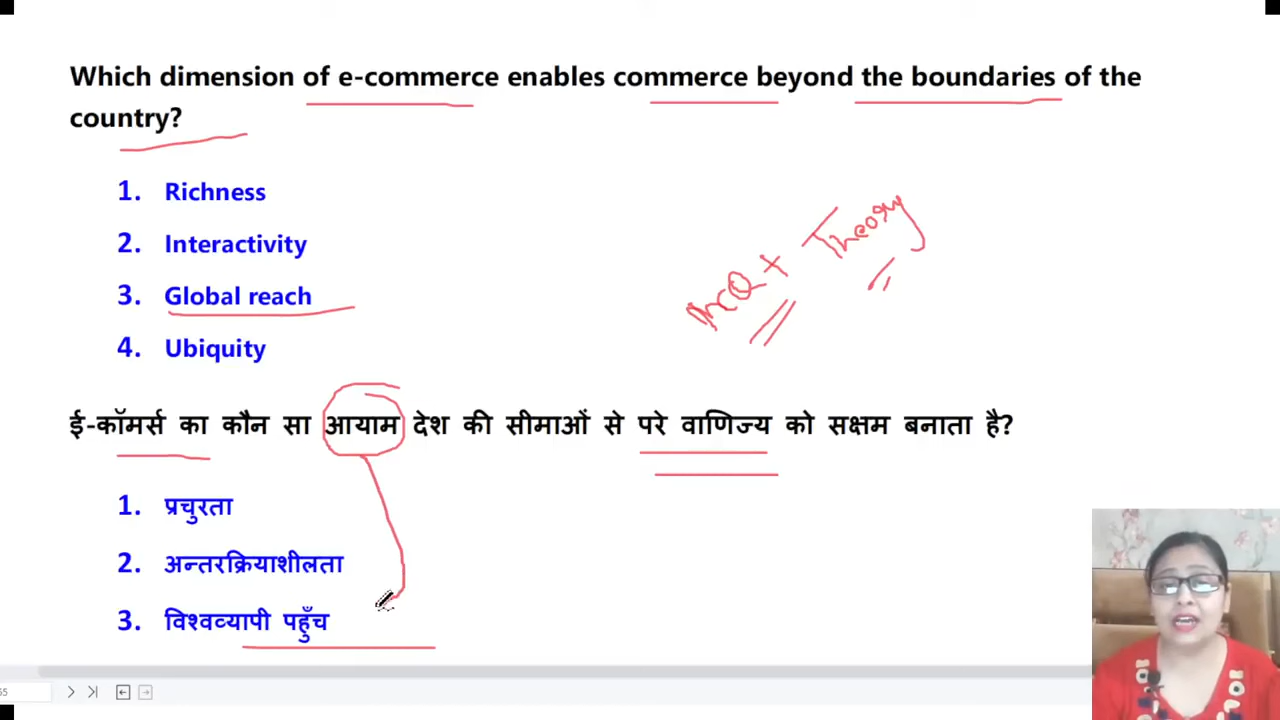 Which dimension of e-commerce enables commerce beyond the boundaries of the
country?
1. Richness
2. Interactivity
3. Global reach
4. Ubiquity
MCQ + Theory
ई-कॉमर्स का कौन सा आयाम देश की सीमाओं से परे वाणिज्य को सक्षम बनाता है?
1. प्रचुरता
2. अन्तरक्रियाशीलता
3. विश्वव्यापी पहुँच